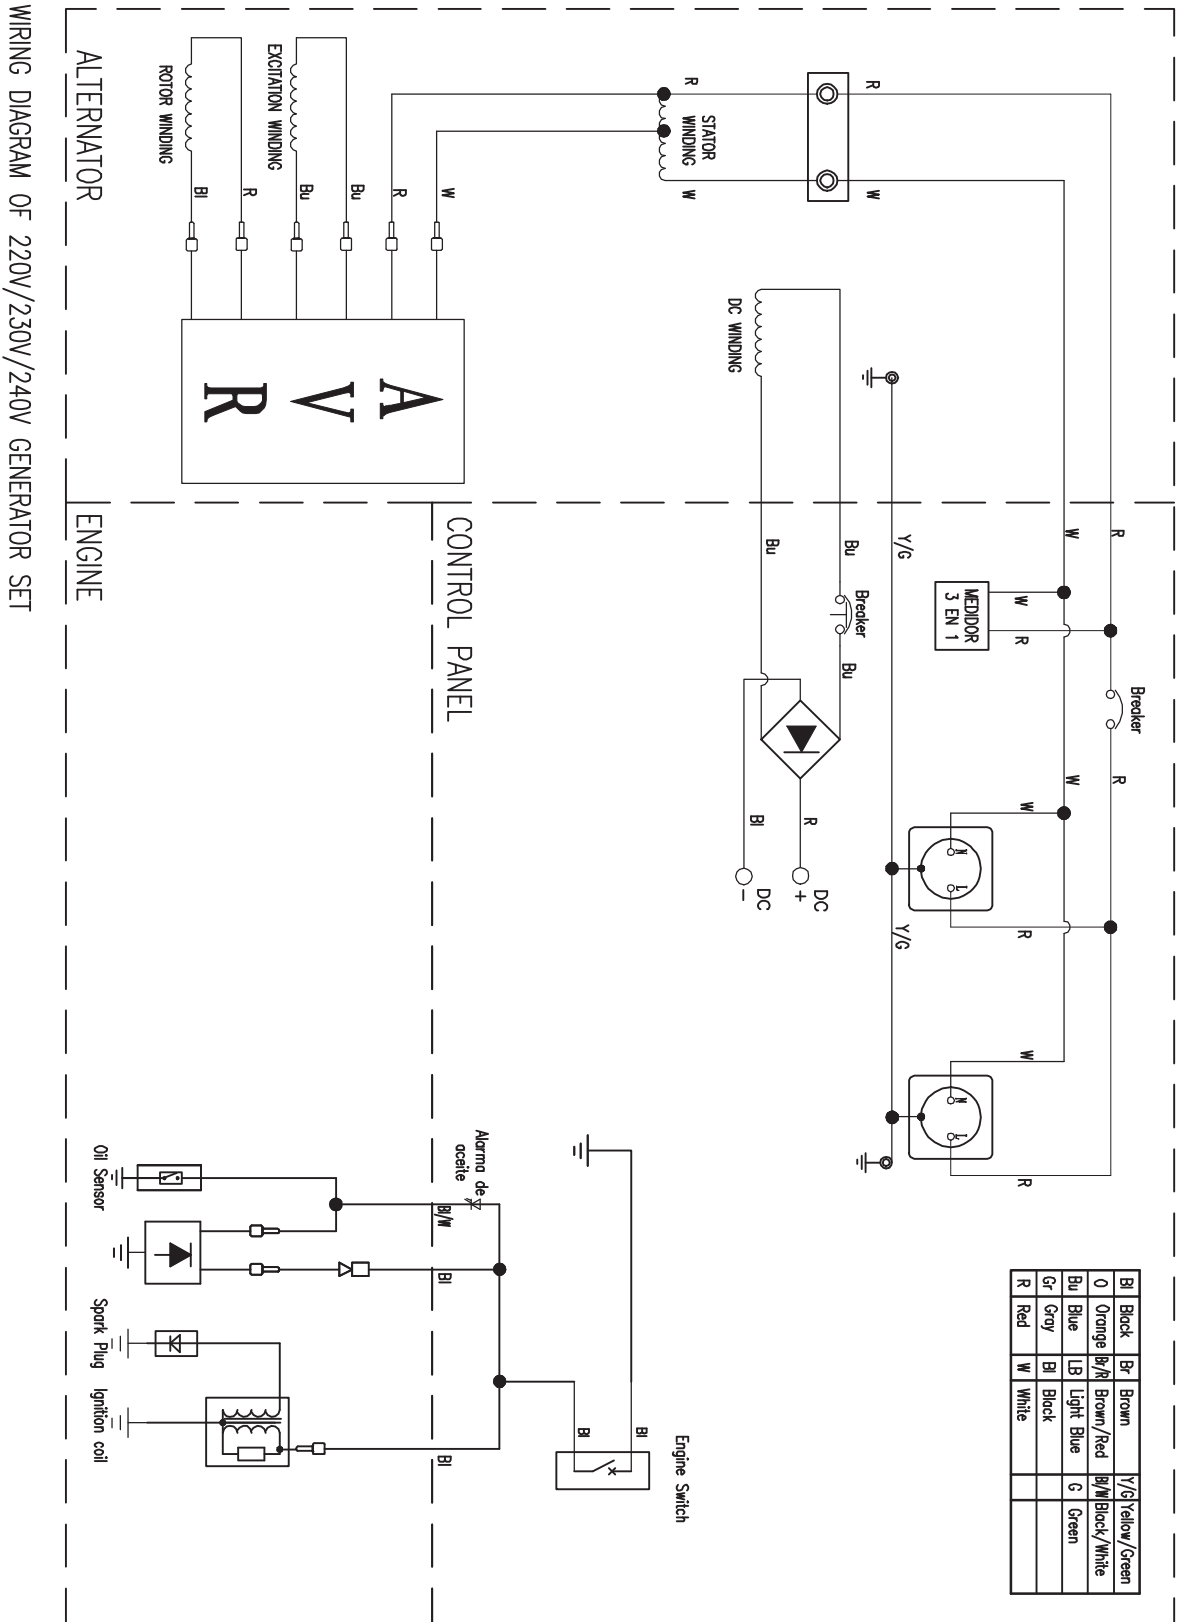 WIRING DIAGRAM OF 220V/230V/240V GENERATOR SET
ALTERNATOR
ROTOR WINDING
EXCITATION WINDING
Bl
R
Bu
Bu
R
W
A
V
R
R
STATOR
WINDING
W
R
W
DC WINDING
ENGINE
CONTROL PANEL
R
W
Y/G
Bu
Bu
MEDIDOR
3 EN 1
W
R
Breaker
Bu
Breaker
R
W
W
N
L
R
Y/G
R
Bl
DC
+
DC
-
W
N
L
R
Bl Black Br Brown Y/G Yellow/Green
O Orange Br/R Brown/Red Bl/W Black/White
Bu Blue LB Light Blue G Green
Gr Gray Bl Black
R Red W White
Engine Switch
Bl
Bl
Alarma de
aceite
Bl/W
Bl
Bl
Oil Sensor
Spark Plug
Ignition coil